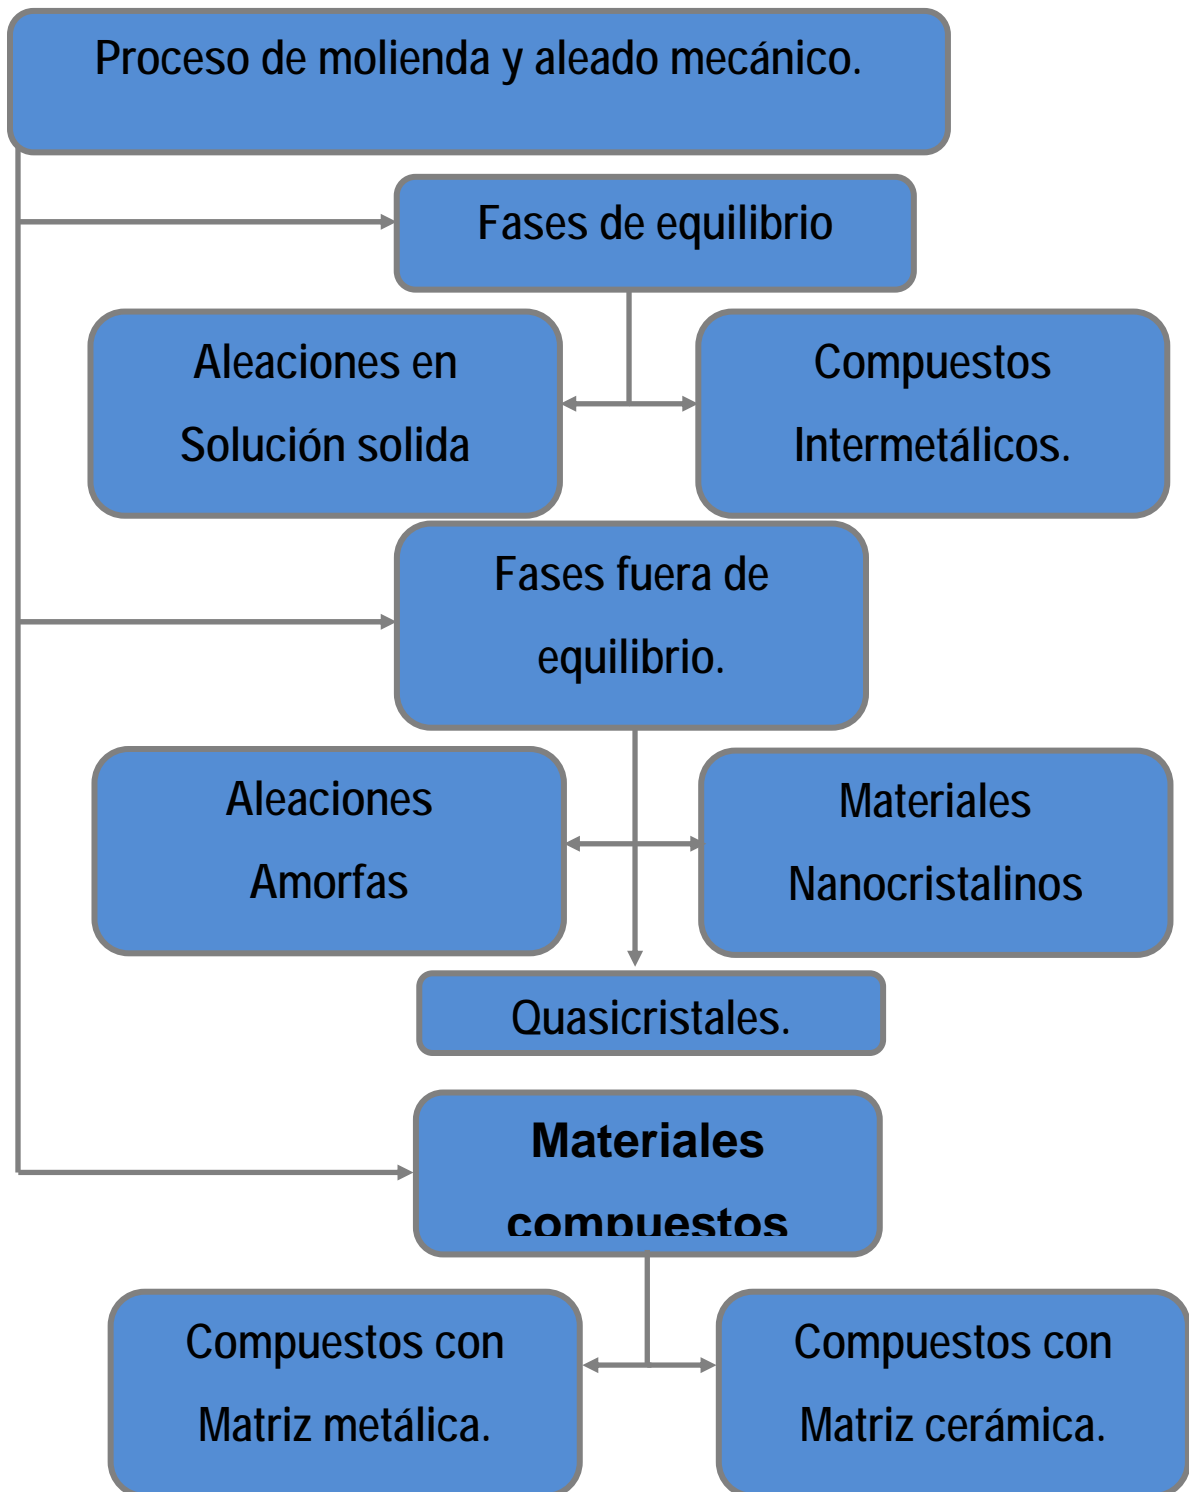 Proceso de molienda y aleado mecánico.
Fases de equilibrio
Aleaciones en
Solución solida
Compuestos
Intermetálicos.
Fases fuera de
equilibrio.
Aleaciones
Amorfas
Materiales
Nanocristalinos
Quasicristales.
Materiales
compuestos
Compuestos con
Matriz metálica.
Compuestos con
Matriz cerámica.